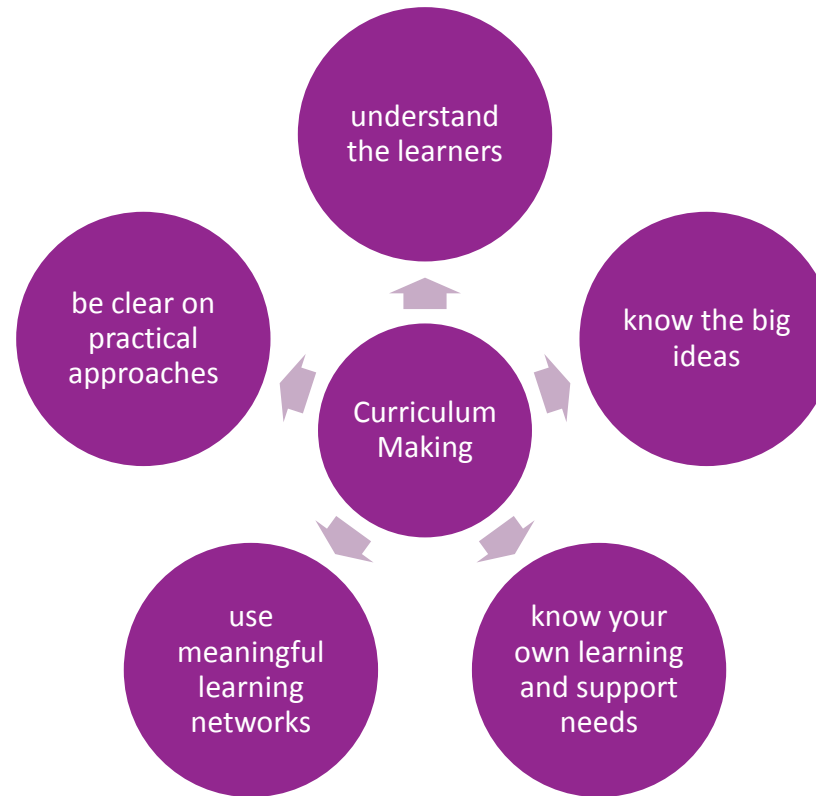 understand
the learners
know the big
ideas
know your
own learning
and support
needs
use
meaningful
learning
networks
be clear on
practical
approaches
Curriculum
Making